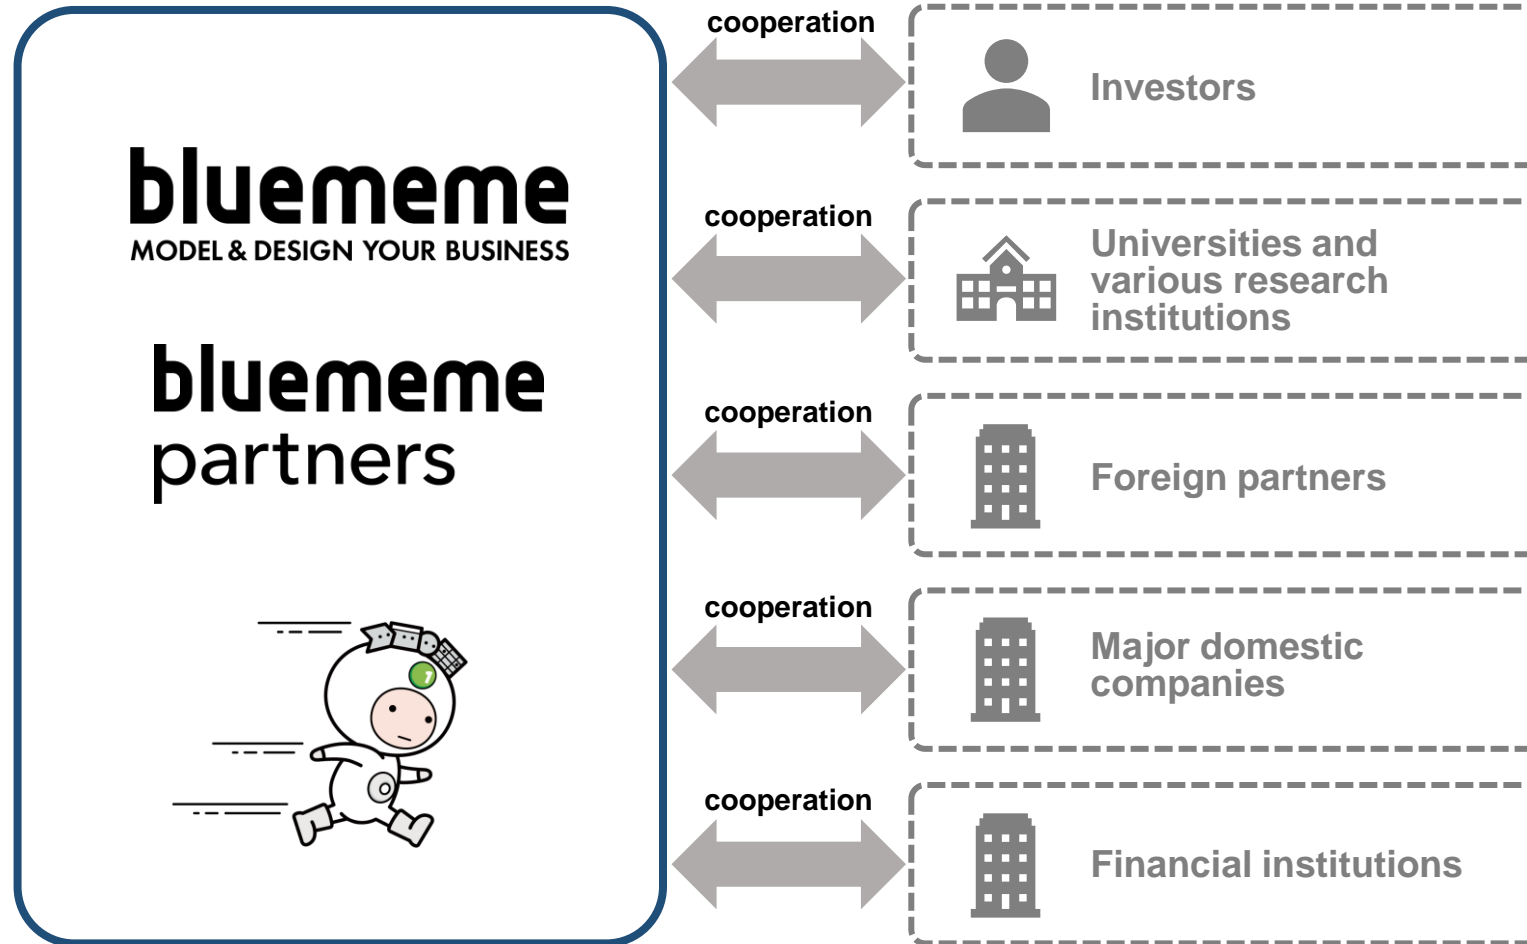 bluememe
MODEL & DESIGN YOUR BUSINESS
bluememe
partners
cooperation
Investors
cooperation
Universities and
various research
institutions
cooperation
Foreign partners
cooperation
Major domestic
companies
cooperation
Financial institutions